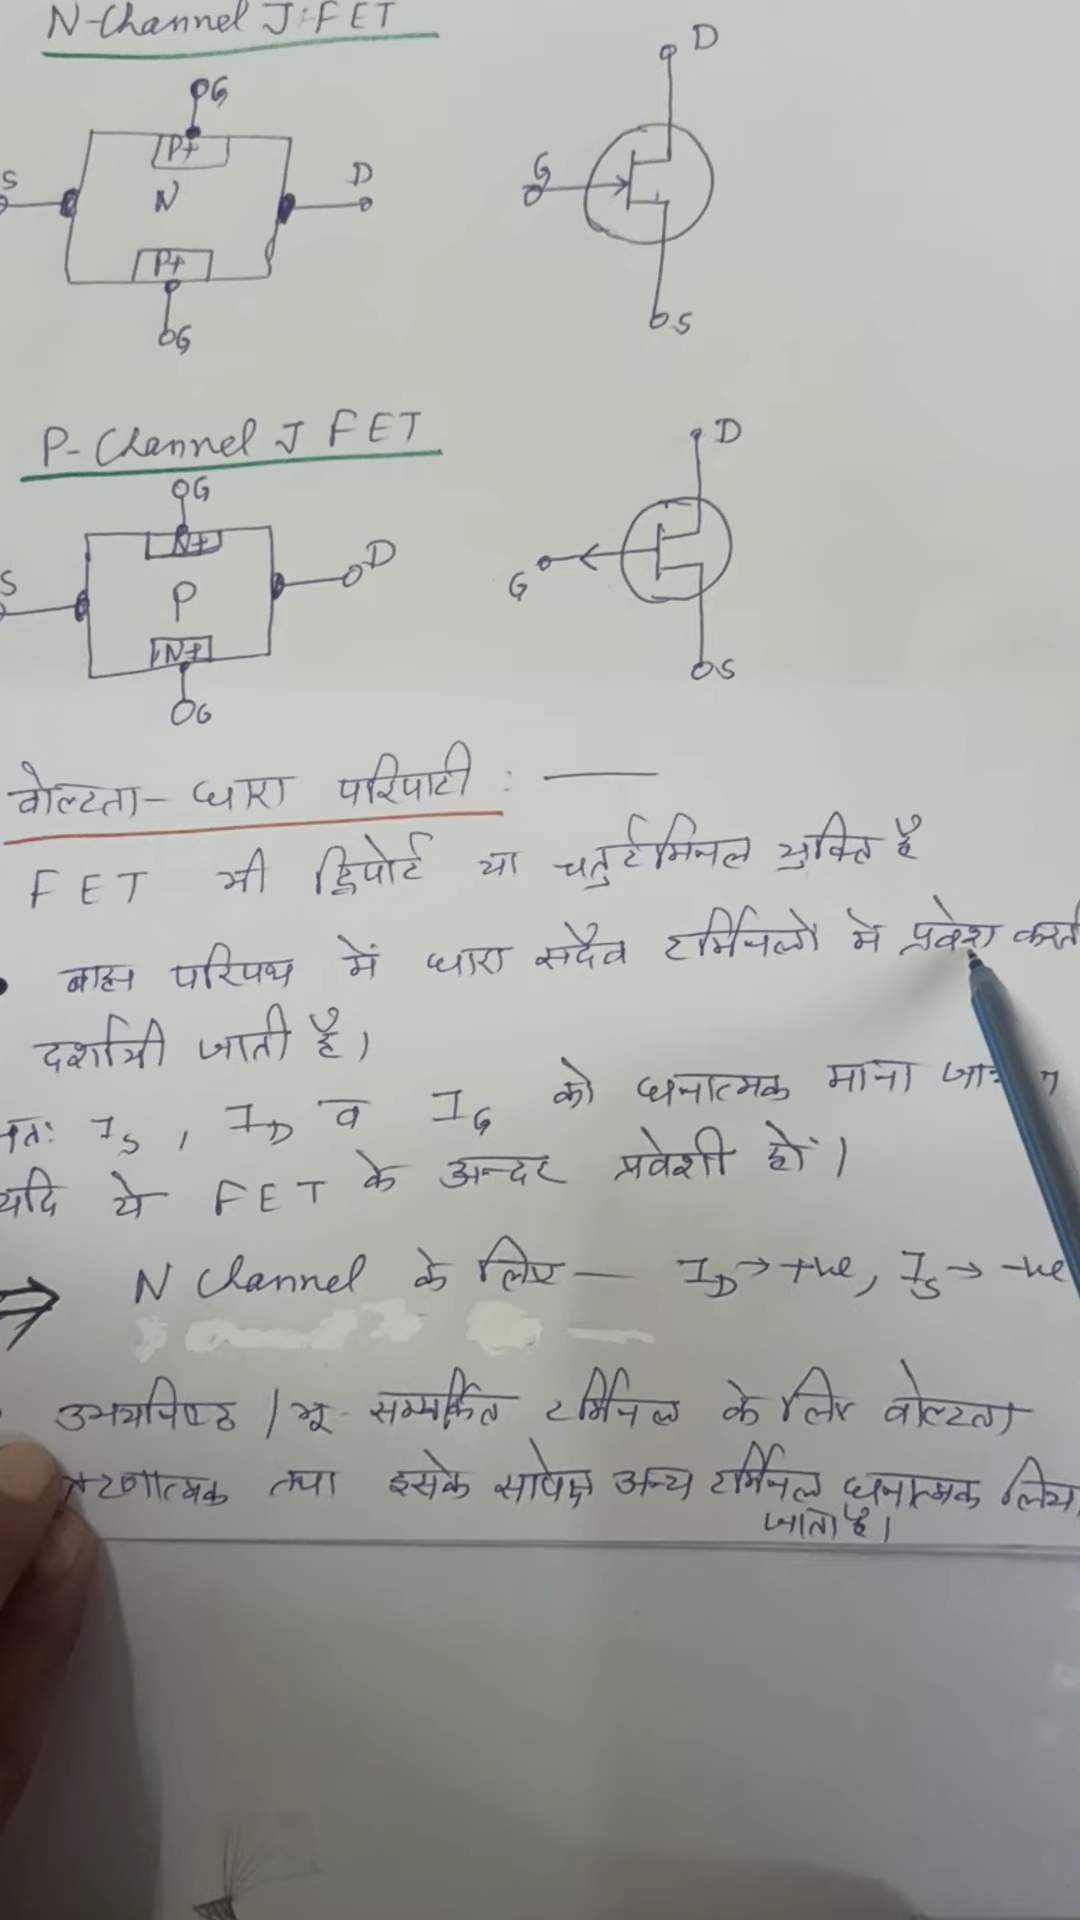 N-Channel J.FET
G
P+
S
N
D
P+
G
D
G
S
P-Channel J FET
G
N+
S
P
D
N+
G
D
G
S
वोल्टता- धारा परिपाटी : —
FET भी द्विपोर्ट या चतुर्टर्मिनल युक्ति है
• बाह्य परिपथ में धारा सदैव टर्मिनलों मे प्रवेश करती
दर्शायी जाती है।
अतः IS , ID व IG को धनात्मक माना
यदि ये FET के अन्दर प्रवेशी हों।
⇒ N Channel के लिए — ID → +ve, IS → -ve
उभयनिष्ठ / भू- सम्पर्कित टर्मिनल के लिए वोल्टता
ऋणात्मक तथा इसके सापेक्ष अन्य टर्मिनल धनात्मक लिया
जाता है।